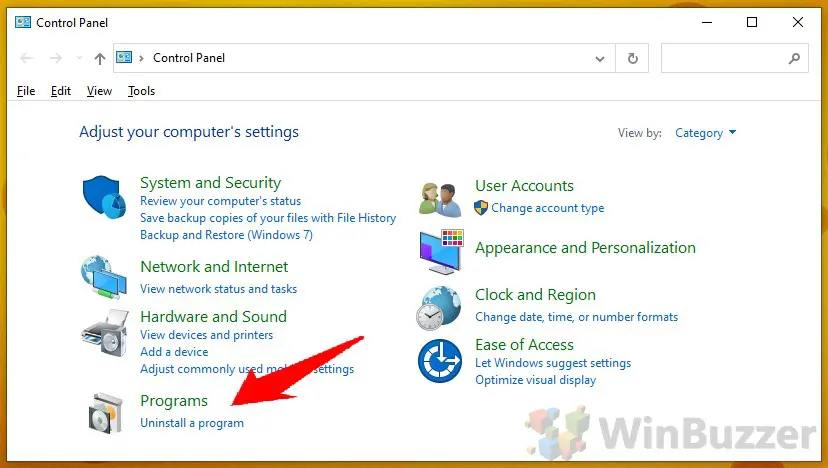 Control Panel
Control Panel
File Edit View Tools
Adjust your computer's settings
View by: Category
System and Security
Review your computer's status
Save backup copies of your files with File History
Backup and Restore (Windows 7)
Network and Internet
View network status and tasks
Hardware and Sound
View devices and printers
Add a device
Adjust commonly used mobility settings
Programs
Uninstall a program
User Accounts
Change account type
Appearance and Personalization
Clock and Region
Change date, time, or number formats
Ease of Access
Let Windows suggest settings
Optimize visual display
WinBuzzer